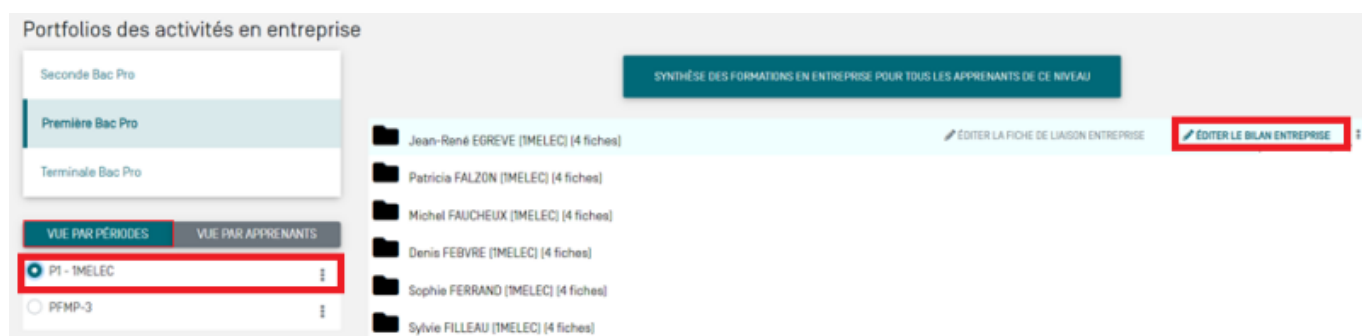 Portfolios des activités en entreprise
Seconde Bac Pro
Première Bac Pro
Terminale Bac Pro
VUE PAR PÉRIODES VUE PAR APPRENANTS
P1 - 1MELEC
PFMP-3
SYNTHÈSE DES FORMATIONS EN ENTREPRISE POUR TOUS LES APPRENANTS DE CE NIVEAU
Jean-René EGREVE (1MELEC) (4 fiches) ÉDITER LA FICHE DE LIAISON ENTREPRISE ÉDITER LE BILAN ENTREPRISE
Patricia FALZON (1MELEC) (4 fiches)
Michel FAUCHEUX (1MELEC) (4 fiches)
Denis FEBVRE (1MELEC) (4 fiches)
Sophie FERRAND (1MELEC) (4 fiches)
Sylvie FILLEAU (1MELEC) (4 fiches)